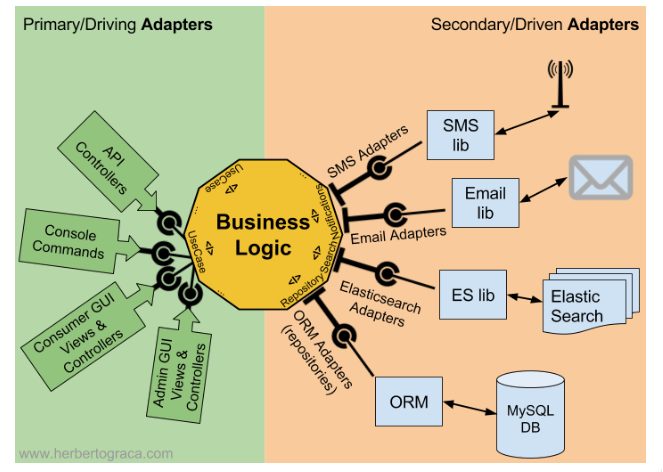 Primary/Driving Adapters
Secondary/Driven Adapters
API
Controllers
Console
Commands
Consumer GUI
Views &
Controllers
Admin GUI
Views &
Controllers
UseCase
</>
...
UseCase
</>
...
Business
Logic
...
Notifications
</>
Search
</>
Repository
</>
...
SMS Adapters
SMS
lib
Email Adapters
Email
lib
Elasticsearch
Adapters
ES lib
Elastic
Search
ORM Adapters
(repositories)
ORM
MySQL
DB
www.herbertograca.com